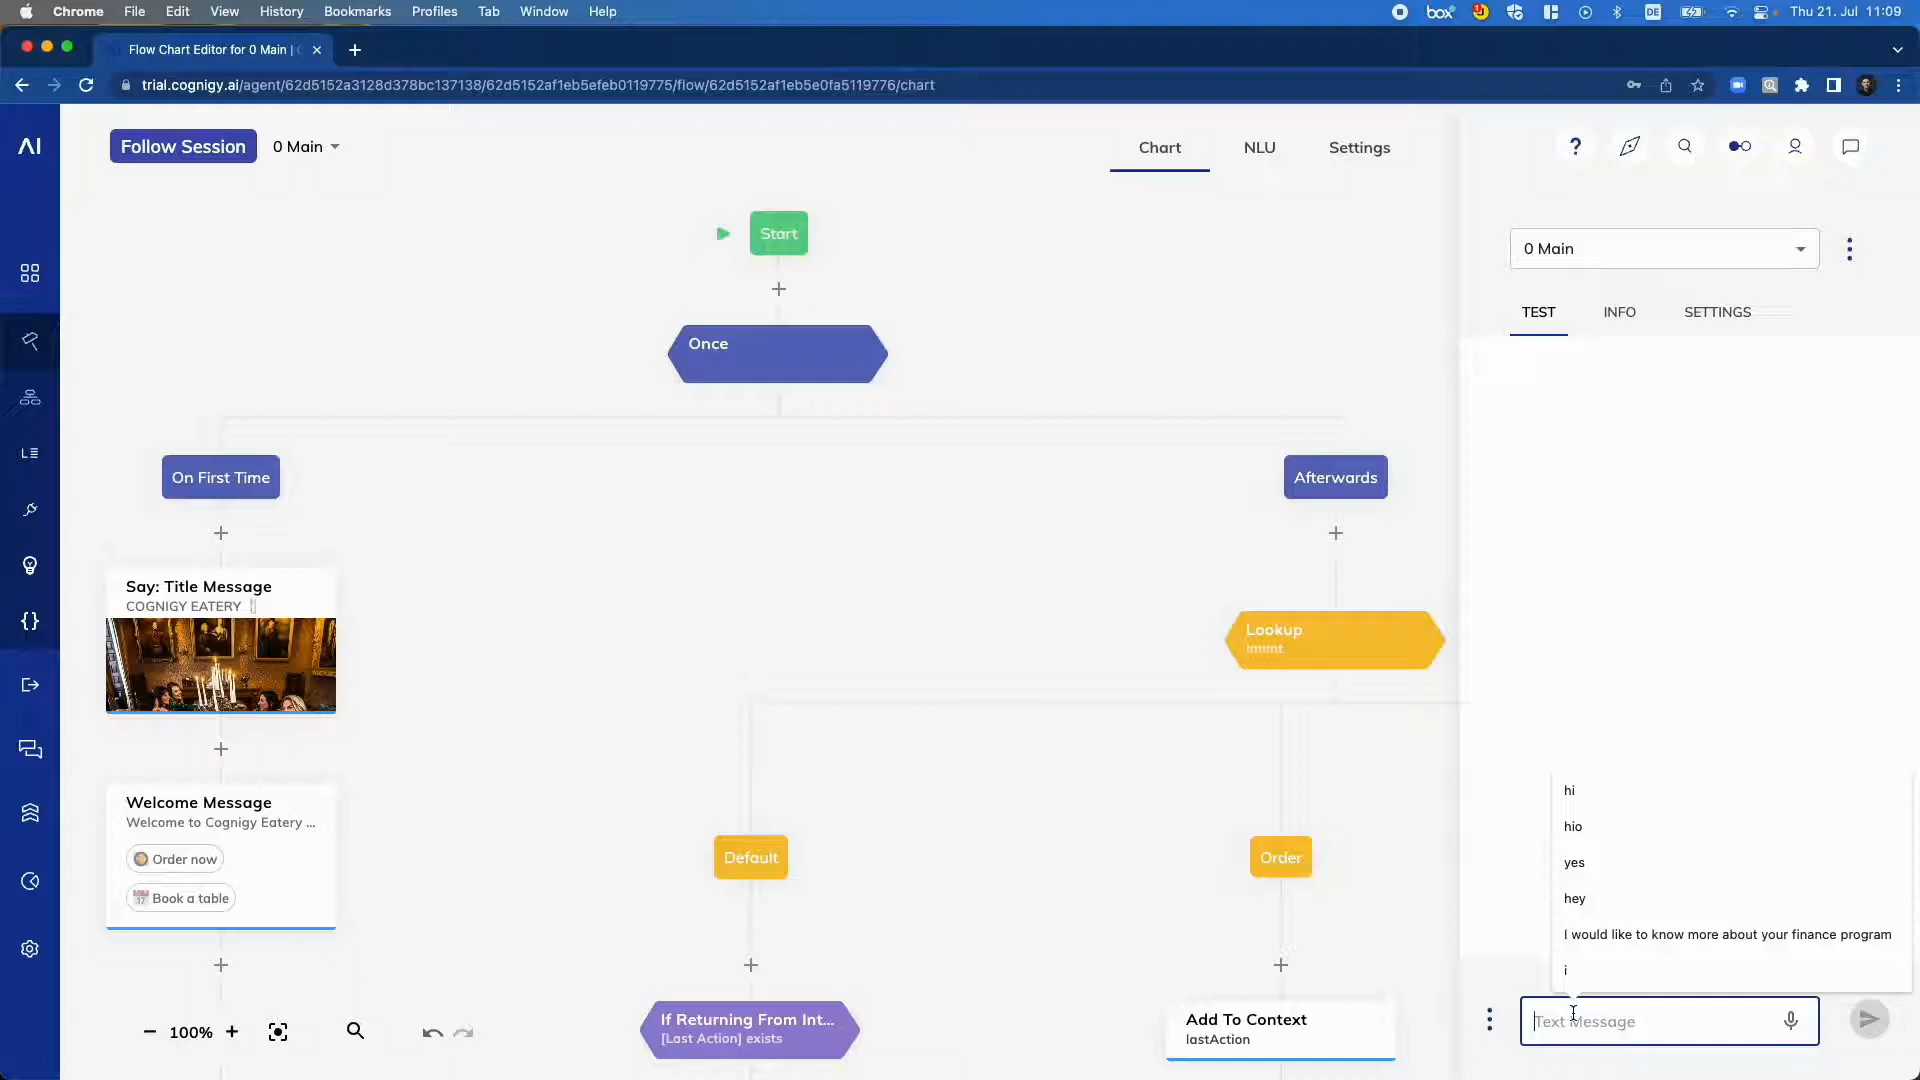 Chrome File Edit View History Bookmarks Profiles Tab Window Help
box
DE
Thu 21. Jul 11:09
Flow Chart Editor for 0 Main |
trial.cognigy.ai/agent/62d5152a3128d378bc137138/62d5152af1eb5efeb0119775/flow/62d5152af1eb5e0fa5119776/chart
AI
Follow Session
0 Main
Chart NLU Settings
?
0 Main
TEST INFO SETTINGS
Start
Once
On First Time
Afterwards
Say: Title Message
COGNIGY EATERY 🍴
Lookup
Intent
Welcome Message
Welcome to Cognigy Eatery ...
Order now
Book a table
Default
Order
hi
hio
yes
hey
I would like to know more about your finance program
i
If Returning From Int...
[Last Action] exists
Add To Context
lastAction
100%
Text Message